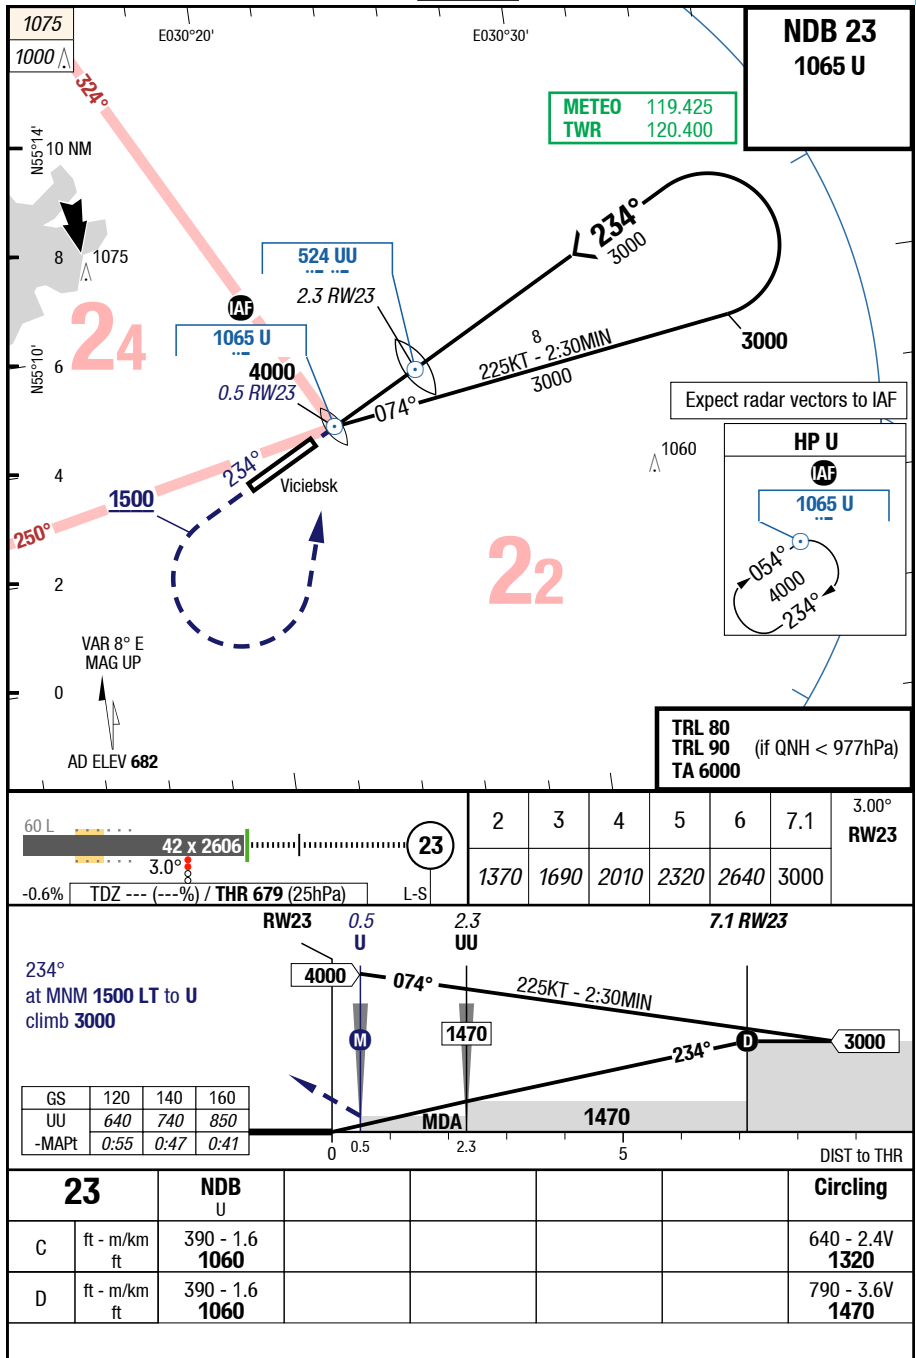 1075
1000
E030°20'
E030°30'
NDB 23
1065 U
METEO 119.425
TWR 120.400
324°
N55°14'
10 NM
8
1075
24
524 UU
2.3 RW23
234°
3000
IAF
1065 U
4000
0.5 RW23
N55°10'
6
8
225KT - 2:30MIN
3000
074°
3000
Expect radar vectors to IAF
HP U
IAF
1065 U
054°
4000
234°
1060
4
234°
Viciebsk
1500
250°
22
2
VAR 8° E
MAG UP
0
AD ELEV 682
TRL 80
TRL 90 (if QNH < 977hPa)
TA 6000
60 L
42 x 2606
23
3.0°
-0.6% TDZ --- (---%) / THR 679 (25hPa) L-S
2 3 4 5 6 7.1 3.00°
RW23
1370 1690 2010 2320 2640 3000
RW23 0.5 2.3 7.1 RW23
U UU
234°
at MNM 1500 LT to U
climb 3000
4000
074°
225KT - 2:30MIN
M
1470
234°
D
3000
GS 120 140 160
UU 640 740 850
-MAPt 0:55 0:47 0:41
MDA
1470
0 0.5 2.3 5 DIST to THR
23 NDB Circling
U
C ft - m/km 390 - 1.6 640 - 2.4V
ft 1060 1320
D ft - m/km 390 - 1.6 790 - 3.6V
ft 1060 1470